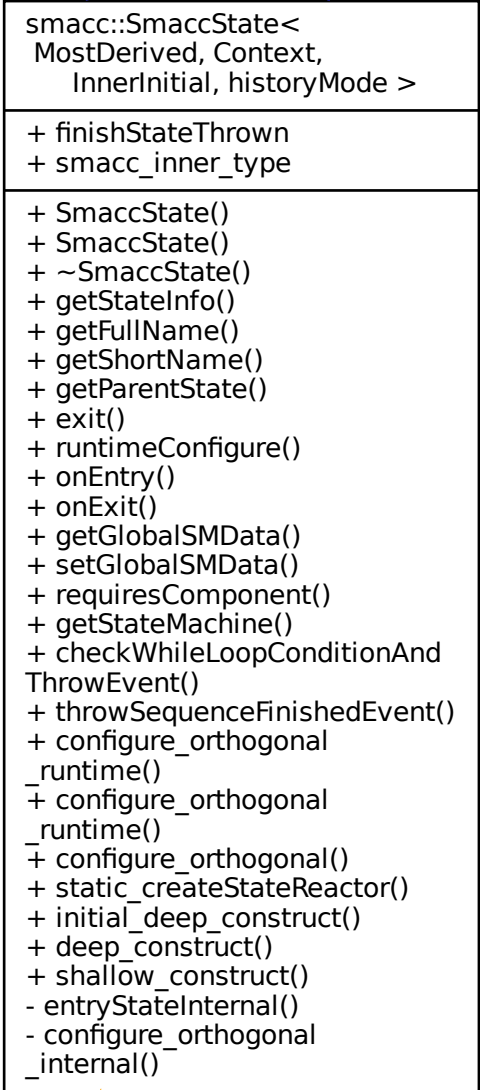 smacc::SmaccState<
MostDerived, Context,
InnerInitial, historyMode >
+ finishStateThrown
+ smacc_inner_type
+ SmaccState()
+ SmaccState()
+ ~SmaccState()
+ getStateInfo()
+ getFullName()
+ getShortName()
+ getParentState()
+ exit()
+ runtimeConfigure()
+ onEntry()
+ onExit()
+ getGlobalSMData()
+ setGlobalSMData()
+ requiresComponent()
+ getStateMachine()
+ checkWhileLoopConditionAnd
ThrowEvent()
+ throwSequenceFinishedEvent()
+ configure_orthogonal
_runtime()
+ configure_orthogonal
_runtime()
+ configure_orthogonal()
+ static_createStateReactor()
+ initial_deep_construct()
+ deep_construct()
+ shallow_construct()
- entryStateInternal()
- configure_orthogonal
_internal()